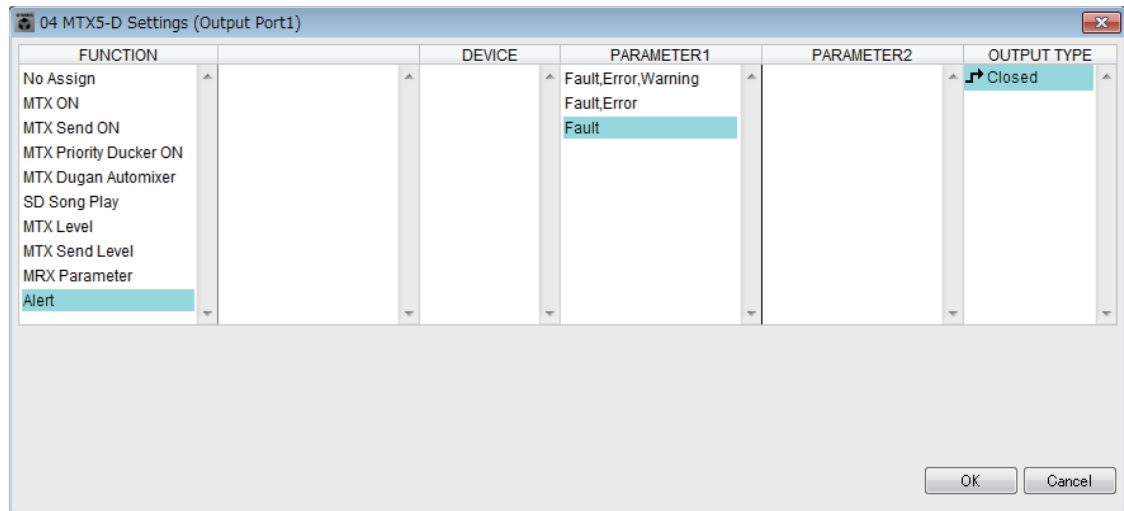 04 MTX5-D Settings (Output Port1)
FUNCTION DEVICE PARAMETER1 PARAMETER2 OUTPUT TYPE
No Assign
MTX ON
MTX Send ON
MTX Priority Ducker ON
MTX Dugan Automixer
SD Song Play
MTX Level
MTX Send Level
MRX Parameter
Alert
Fault,Error,Warning
Fault,Error
Fault
Closed
OK Cancel